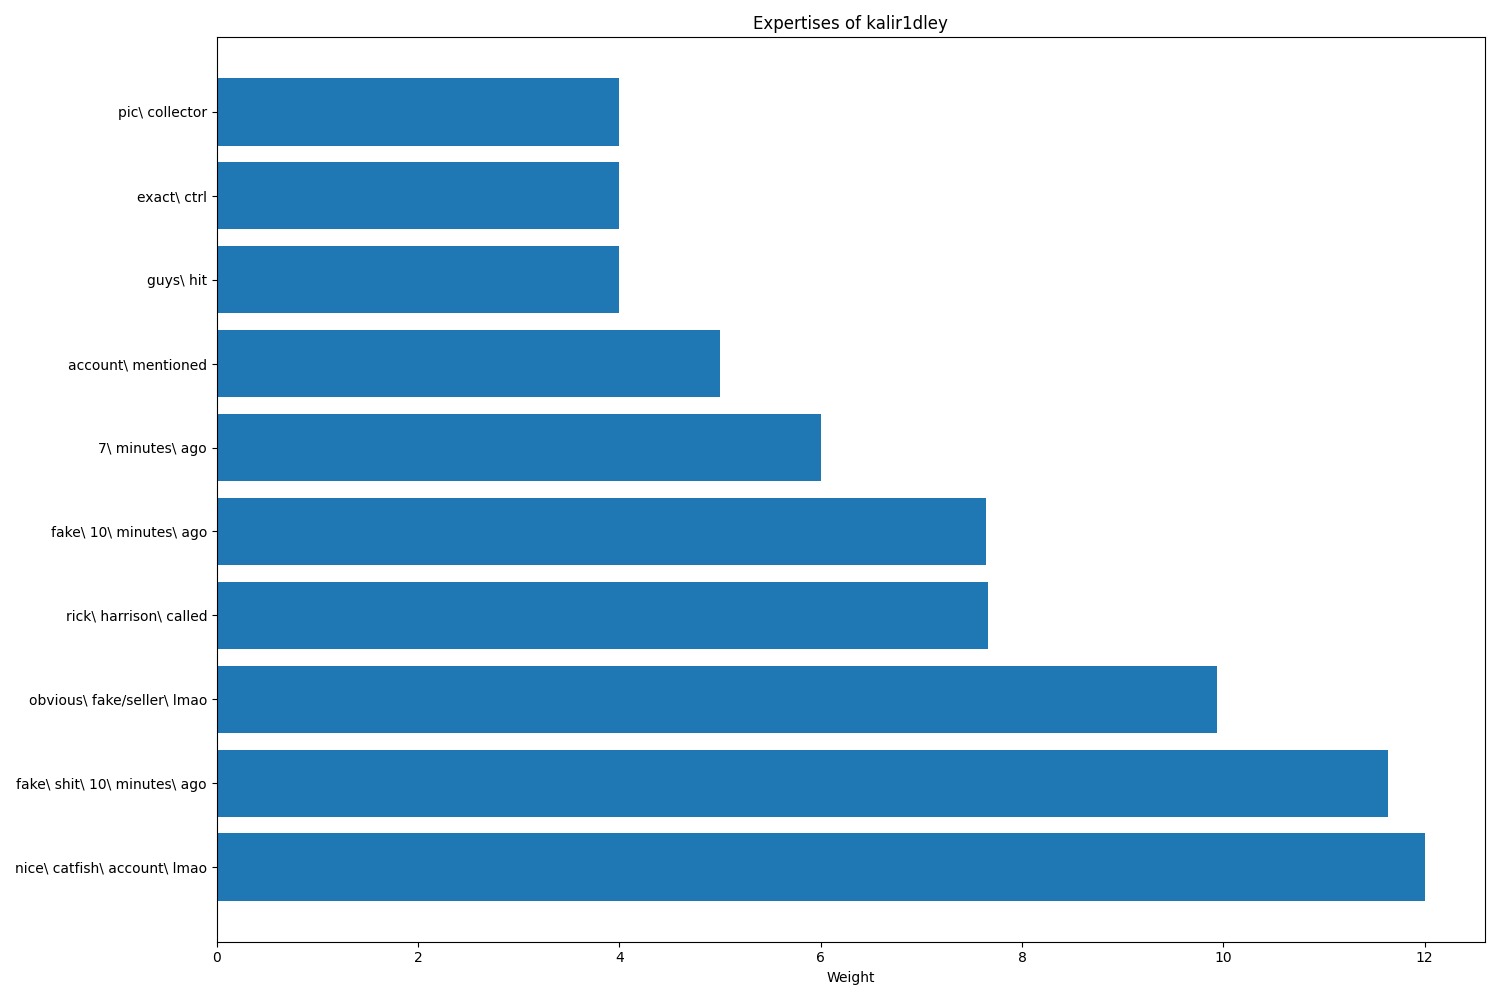 Expertises of kalir1dley
pic\ collector
exact\ ctrl
guys\ hit
account\ mentioned
7\ minutes\ ago
fake\ 10\ minutes\ ago
rick\ harrison\ called
obvious\ fake/seller\ lmao
fake\ shit\ 10\ minutes\ ago
nice\ catfish\ account\ lmao
0 2 4 6 8 10 12
Weight